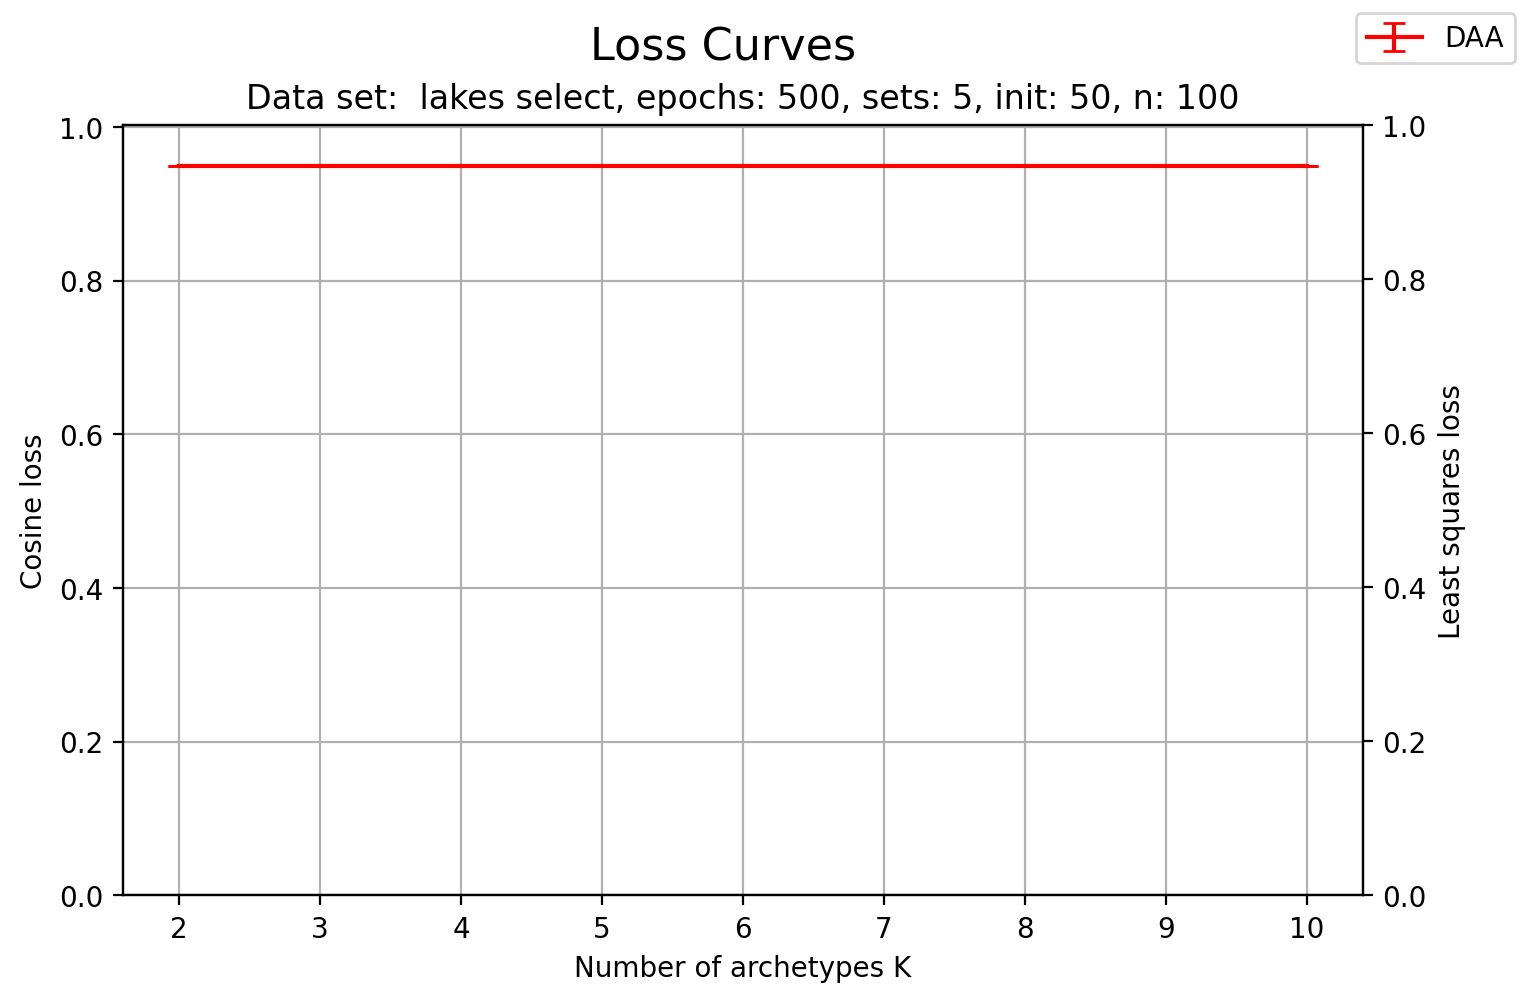 Loss Curves
DAA
Data set:  lakes select, epochs: 500, sets: 5, init: 50, n: 100
1.0
0.8
0.6
0.4
0.2
0.0
Cosine loss
1.0
0.8
0.6
0.4
0.2
0.0
Least squares loss
2 3 4 5 6 7 8 9 10
Number of archetypes K